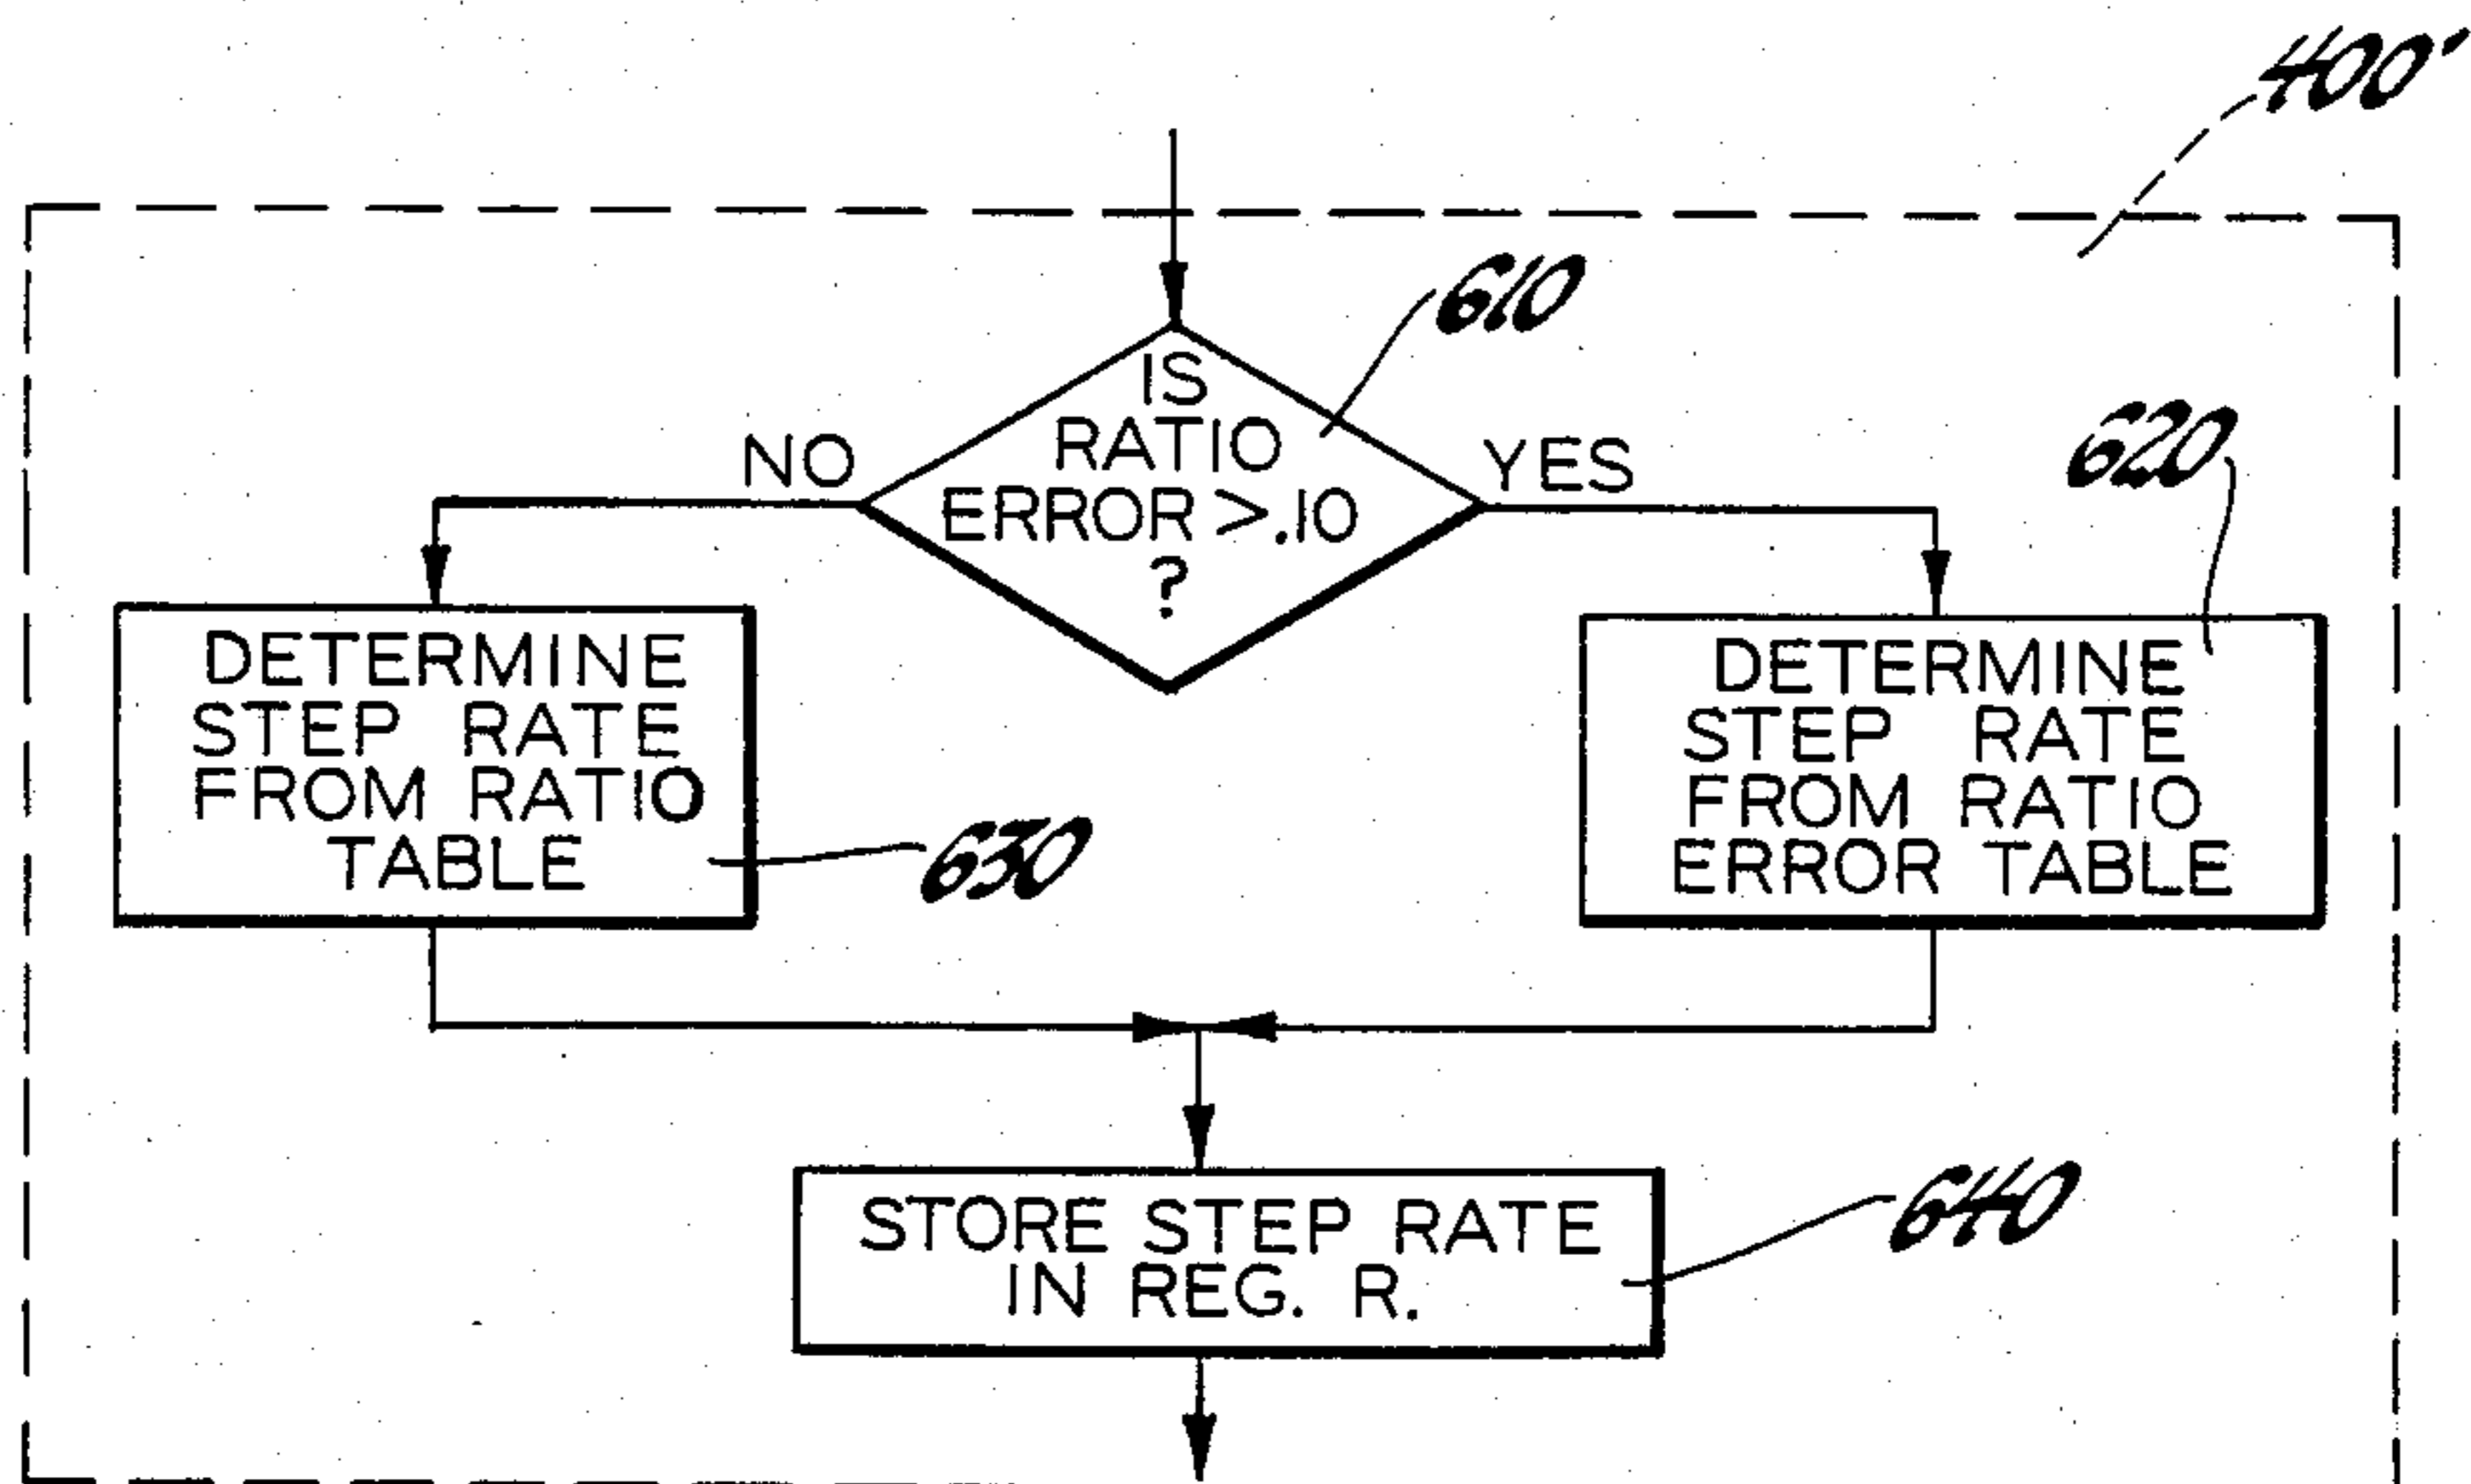 400'
610
IS
RATIO
ERROR >.10
?
NO
YES
620
DETERMINE
STEP RATE
FROM RATIO
TABLE
630
DETERMINE
STEP RATE
FROM RATIO
ERROR TABLE
STORE STEP RATE
IN REG. R.
640